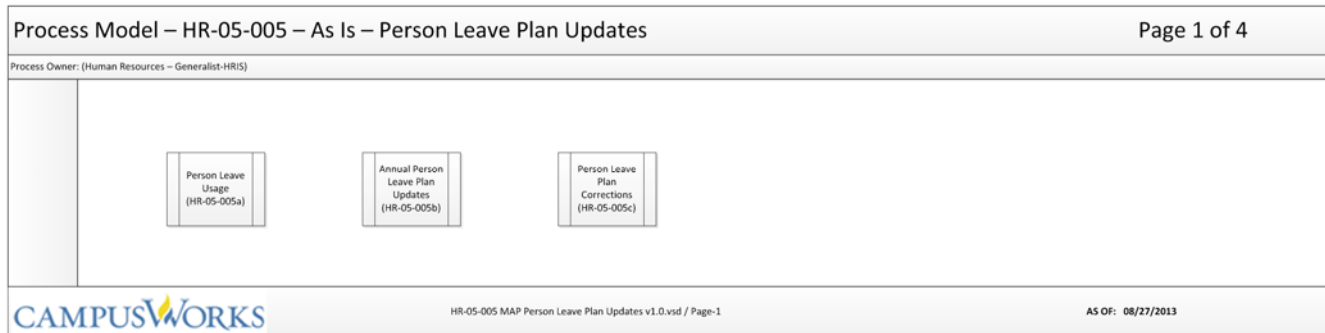 Process Model – HR-05-005 – As Is – Person Leave Plan Updates
Page 1 of 4
Process Owner: (Human Resources – Generalist-HRIS)
Person Leave
Usage
(HR-05-005a)
Annual Person
Leave Plan
Updates
(HR-05-005b)
Person Leave
Plan
Corrections
(HR-05-005c)
CAMPUSWORKS
HR-05-005 MAP Person Leave Plan Updates v1.0.vsd / Page-1
AS OF: 08/27/2013